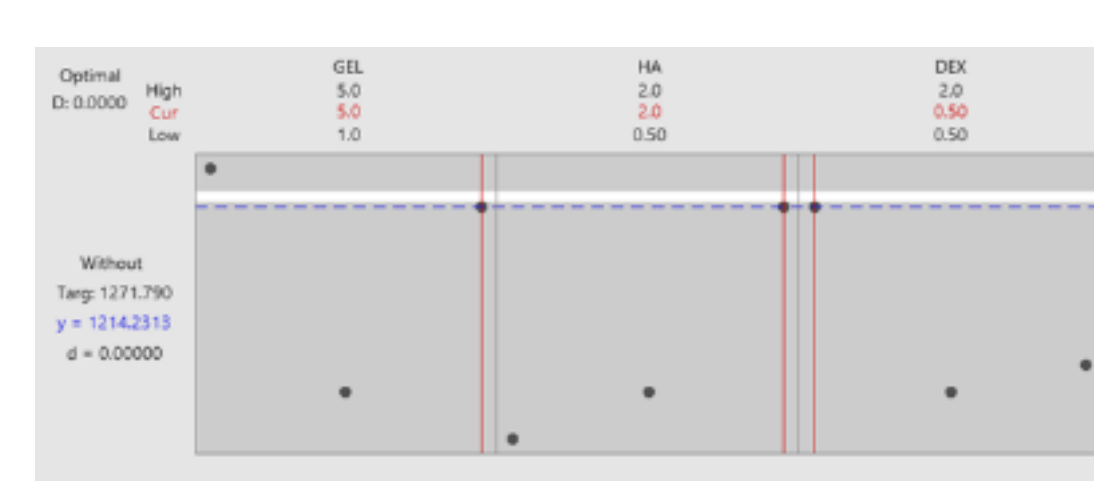 Optimal
D: 0.0000
GEL HA DEX
High 5.0 2.0 2.0
Cur 5.0 2.0 0.50
Low 1.0 0.50 0.50
Without
Targ: 1271.790
y = 1214.2313
d = 0.00000